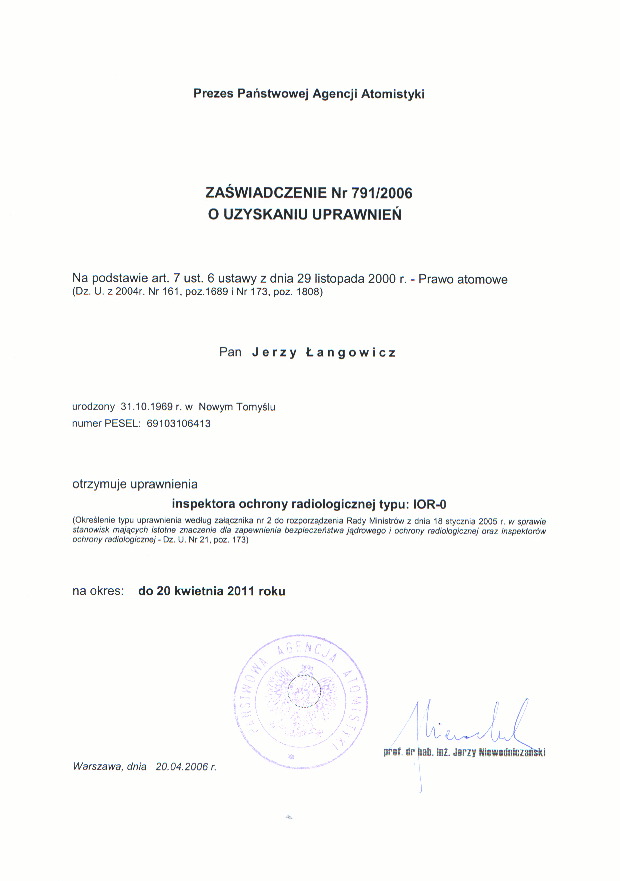 Prezes Państwowej Agencji Atomistyki
ZAŚWIADCZENIE Nr 791/2006
O UZYSKANIU UPRAWNIEŃ
Na podstawie art. 7 ust. 6 ustawy z dnia 29 listopada 2000 r. - Prawo atomowe
(Dz. U. z 2004r. Nr 161, poz.1689 i Nr 173, poz. 1808)
Pan Jerzy Łangowicz
urodzony 31.10.1969 r. w Nowym Tomyślu
numer PESEL: 69103106413
otrzymuje uprawnienia
inspektora ochrony radiologicznej typu: IOR-0
(Określenie typu uprawnienia według załącznika nr 2 do rozporządzenia Rady Ministrów z dnia 18 stycznia 2005 r. w sprawie
stanowisk mających istotne znaczenie dla zapewnienia bezpieczeństwa jądrowego i ochrony radiologicznej oraz inspektorów
ochrony radiologicznej - Dz. U. Nr 21, poz. 173)
na okres: do 20 kwietnia 2011 roku
PAŃSTWOWA AGENCJA ATOMISTYKI
prof. dr hab. inż. Jerzy Niewodniczański
Warszawa, dnia 20.04.2006 r.